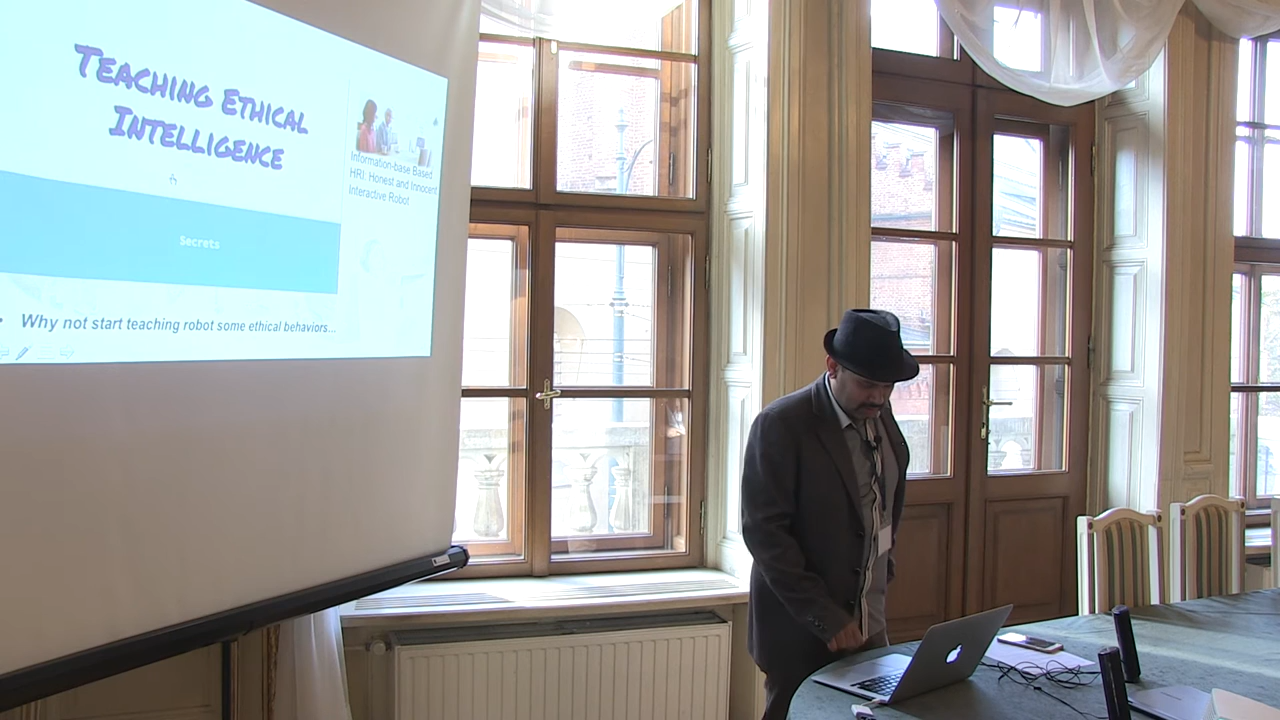 Teaching Ethical
Intelligence
Secrets
Information-base Based
HRI: Honest and Innocent
Interactive Robot
• Why not start teaching robot some ethical behaviors...